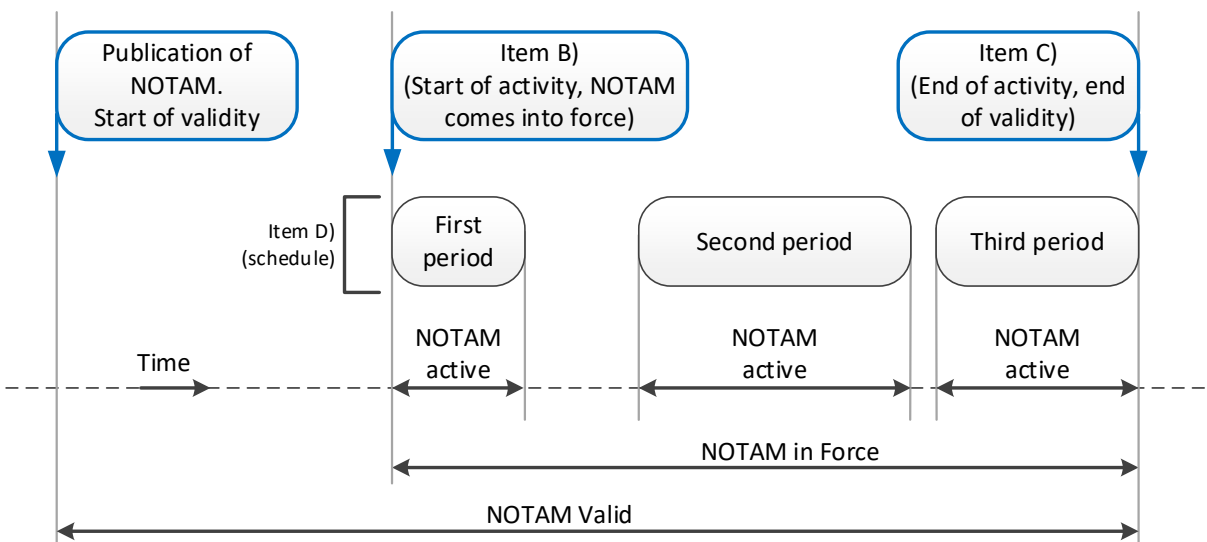 Publication of
NOTAM.
Start of validity
Item B)
(Start of activity, NOTAM
comes into force)
Item C)
(End of activity, end
of validity)
Item D)
(schedule)
First
period
Second period
Third period
Time
NOTAM
active
NOTAM
active
NOTAM
active
NOTAM in Force
NOTAM Valid